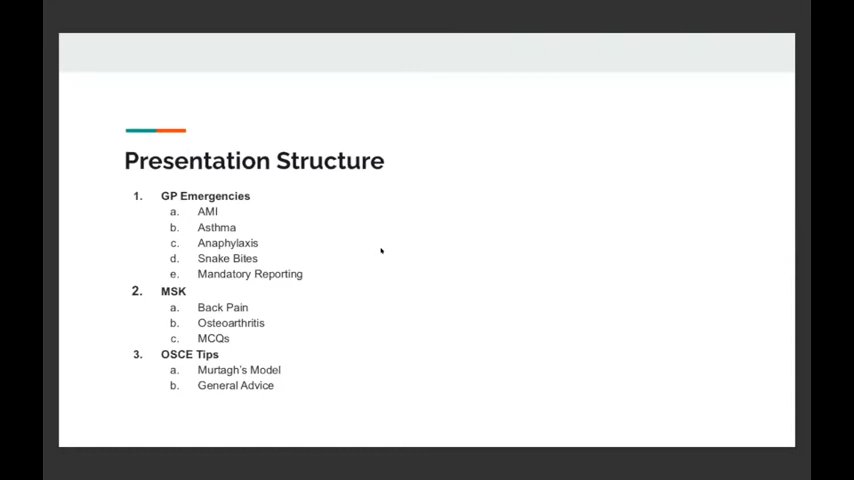 Presentation Structure
1. GP Emergencies
a. AMI
b. Asthma
c. Anaphylaxis
d. Snake Bites
e. Mandatory Reporting
2. MSK
a. Back Pain
b. Osteoarthritis
c. MCQs
3. OSCE Tips
a. Murtagh's Model
b. General Advice